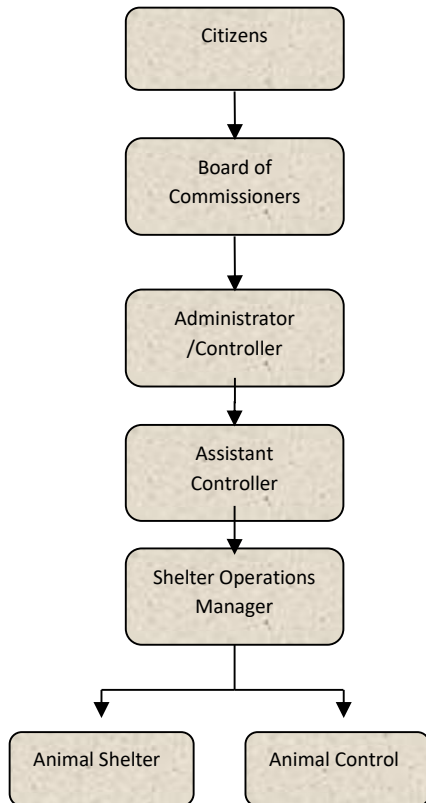 Citizens
Board of
Commissioners
Administrator
/Controller
Assistant
Controller
Shelter Operations
Manager
Animal Shelter
Animal Control